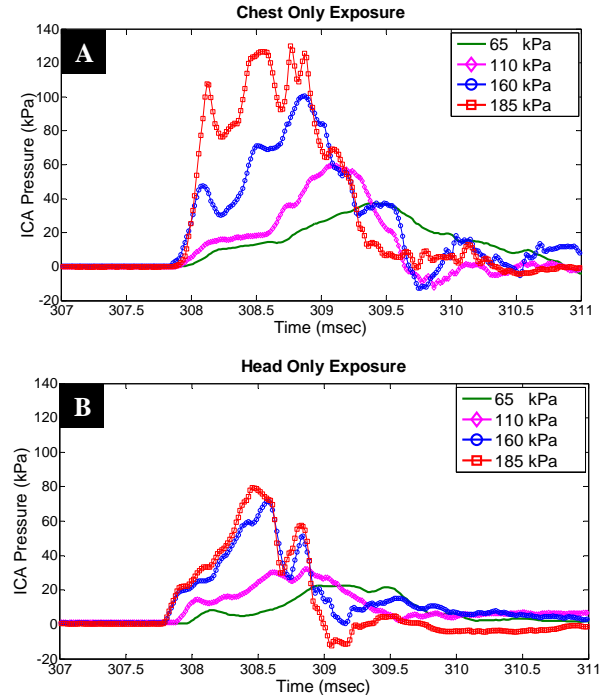 Chest Only Exposure
A
65 kPa
110 kPa
160 kPa
185 kPa
140
120
100
80
60
40
20
0
-20
ICA Pressure (kPa)
307 307.5 308 308.5 309 309.5 310 310.5 311
Time (msec)
Head Only Exposure
B
65 kPa
110 kPa
160 kPa
185 kPa
140
120
100
80
60
40
20
0
-20
ICA Pressure (kPa)
307 307.5 308 308.5 309 309.5 310 310.5 311
Time (msec)